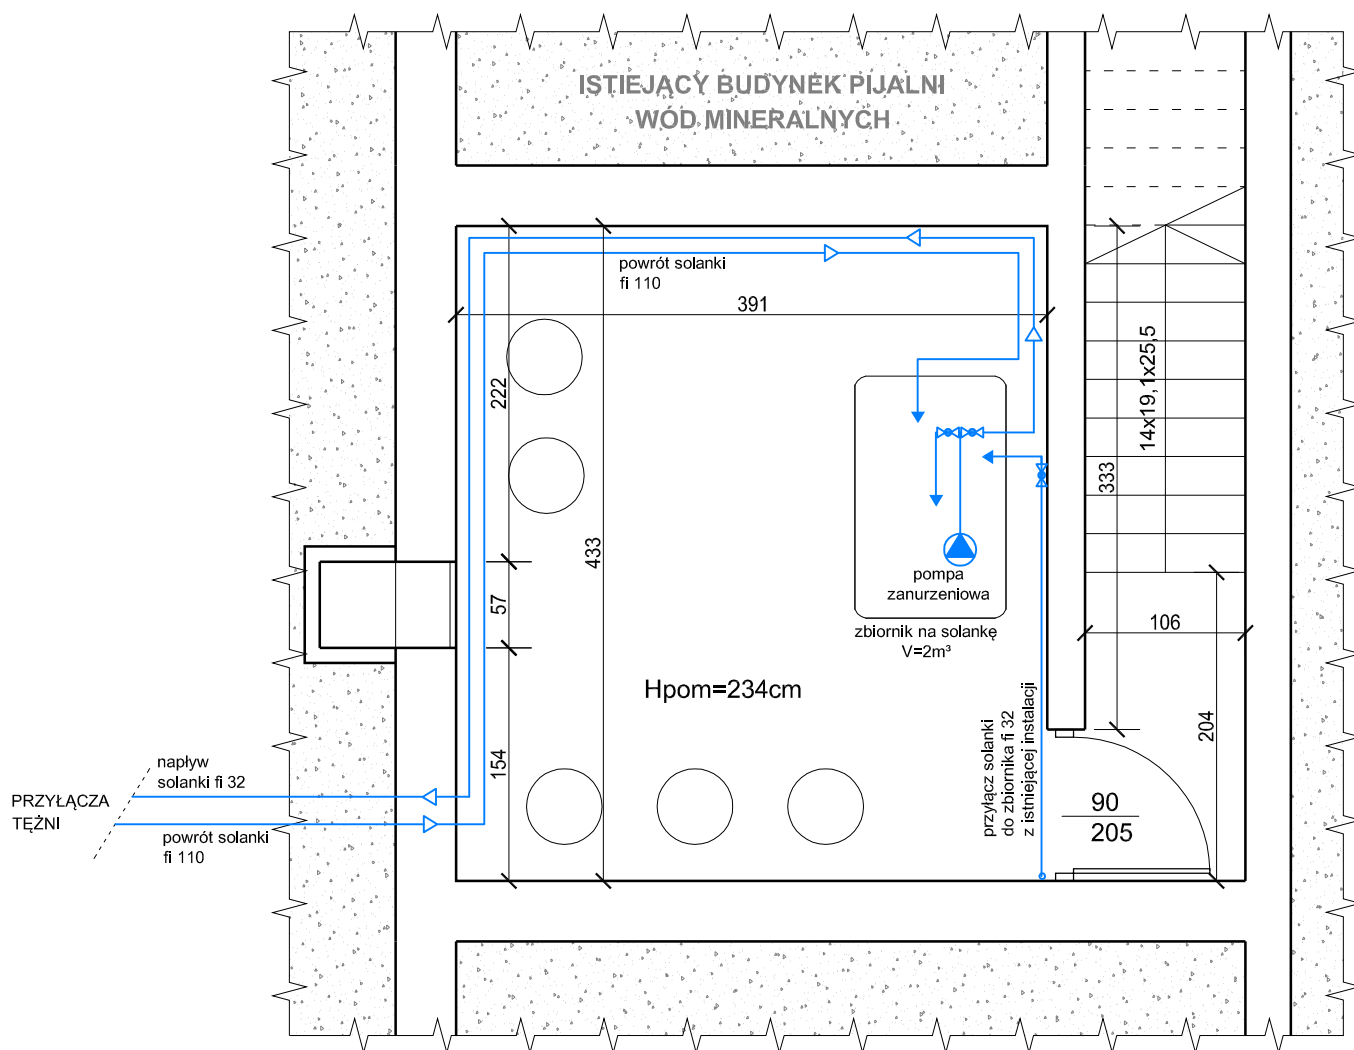 ISTIEJĄCY BUDYNEK PIJALNI
WÓD MINERALNYCH
powrót solanki
fi 110
391
222
433
57
154
14x19,1x25,5
333
pompa
zanurzeniowa
zbiornik na solankę
V=2m³
106
204
Hpom=234cm
przyłącz solanki
do zbiornika fi 32
z istniejącej instalacji
90
205
napływ
solanki fi 32
PRZYŁĄCZA
TĘŻNI
powrót solanki
fi 110